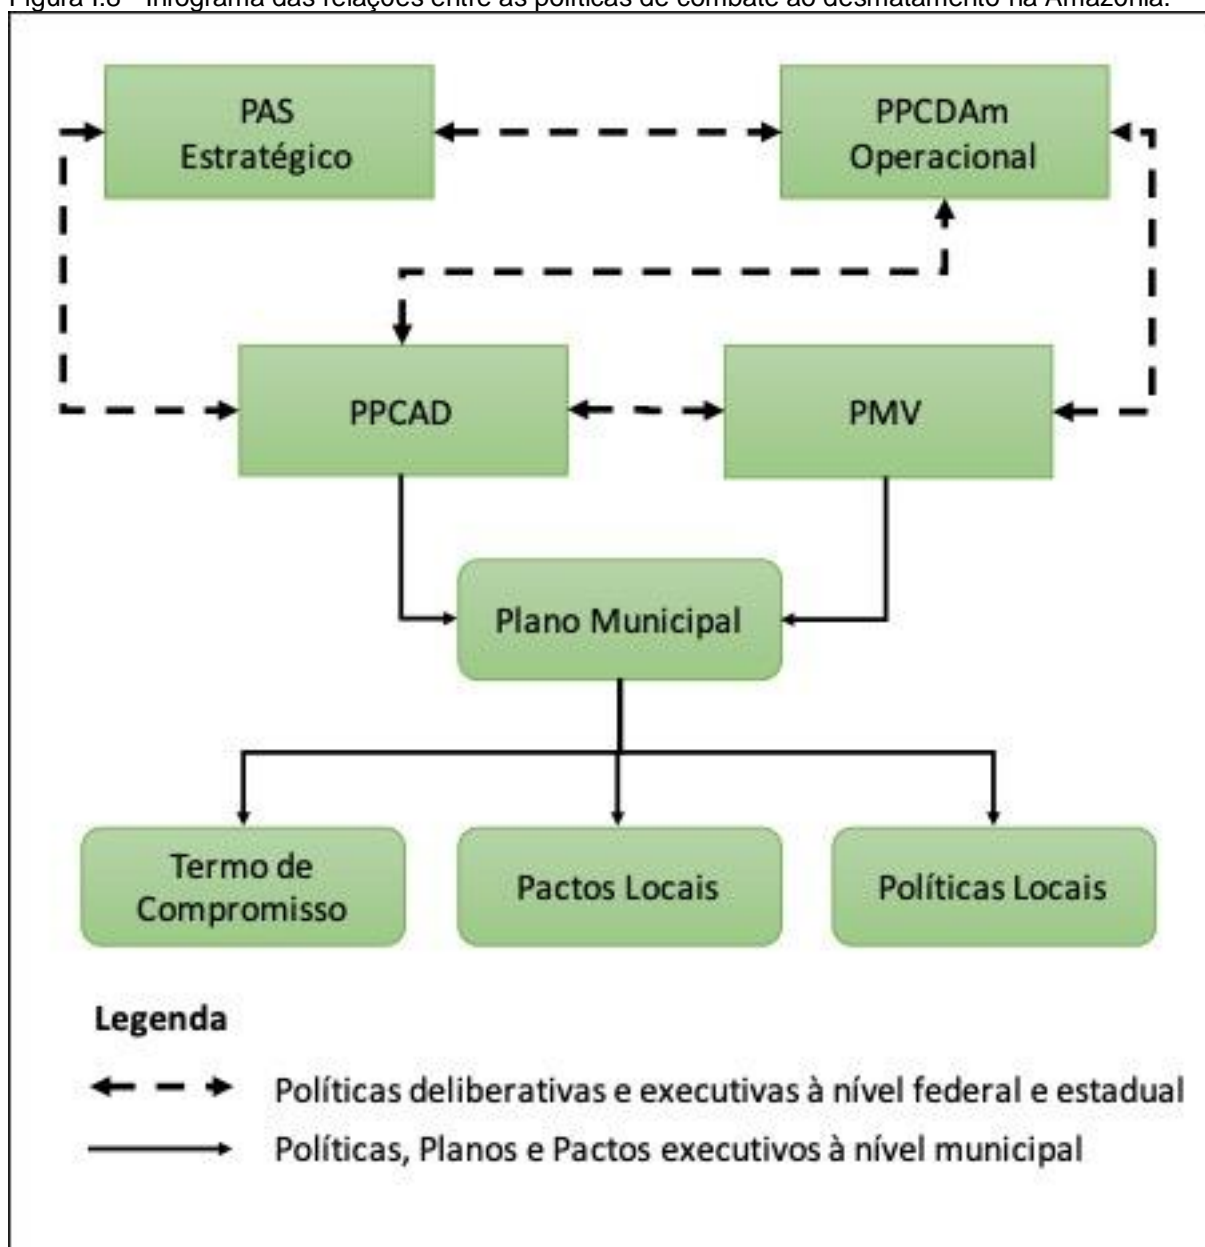 Figura I.8 - Infograma das relações entre as políticas de combate ao desmatamento na Amazônia.
PAS
Estratégico
PPCDAm
Operacional
PPCAD
PMV
Plano Municipal
Termo de
Compromisso
Pactos Locais
Políticas Locais
Legenda
Políticas deliberativas e executivas à nível federal e estadual
Políticas, Planos e Pactos executivos à nível municipal